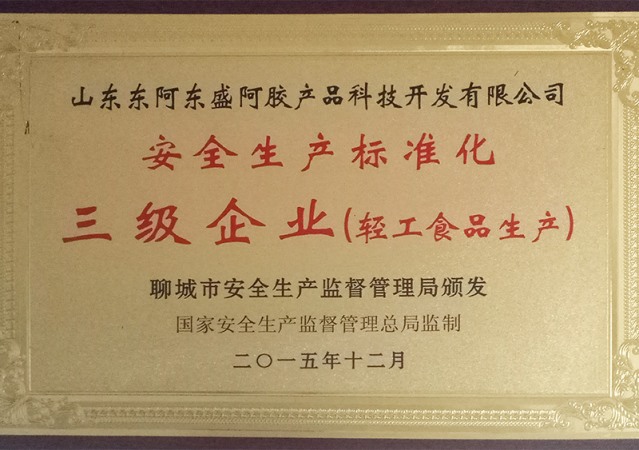 山东东阿东盛阿胶产品科技开发有限公司
安全生产标准化
三级企业(轻工食品生产)
聊城市安全生产监督管理局颁发
国家安全生产监督管理总局监制
二〇一五年十二月